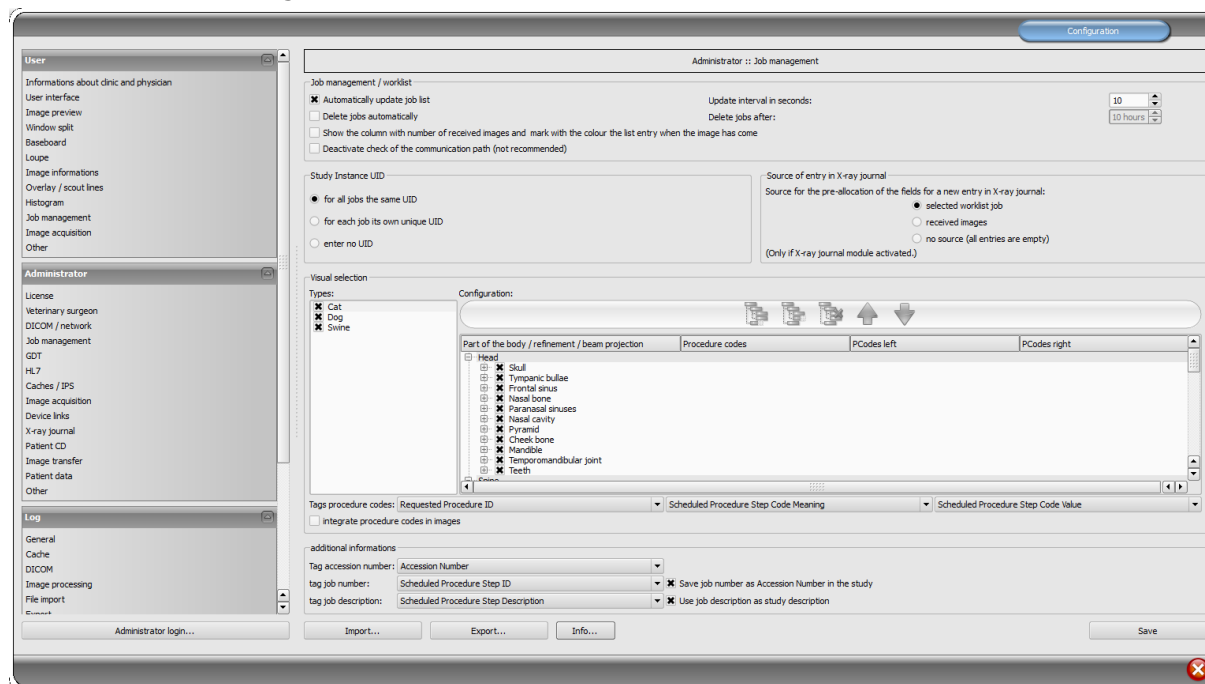 Configuration
User
Informations about clinic and physician
User interface
Image preview
Window split
Baseboard
Loupe
Image informations
Overlay / scout lines
Histogram
Job management
Image acquisition
Other
Administrator
License
Veterinary surgeon
DICOM / network
Job management
GDT
HL7
Caches / IPS
Image acquisition
Device links
X-ray journal
Patient CD
Image transfer
Patient data
Other
Log
General
Cache
DICOM
Image processing
File import
Export
Administrator login...
Administrator :: Job management
Job management / worklist
Automatically update job list
Update interval in seconds:
10
Delete jobs automatically
Delete jobs after:
10 hours
Show the column with number of received images and mark with the colour the list entry when the image has come
Deactivate check of the communication path (not recommended)
Study Instance UID
for all jobs the same UID
for each job its own unique UID
enter no UID
Source of entry in X-ray journal
Source for the pre-allocation of the fields for a new entry in X-ray journal:
selected worklist job
received images
no source (all entries are empty)
(Only if X-ray journal module activated.)
Visual selection
Types:
Cat
Dog
Swine
Configuration:
Part of the body / refinement / beam projection Procedure codes PCodes left PCodes right
Head
Skull
Tympanic bullae
Frontal sinus
Nasal bone
Paranasal sinuses
Nasal cavity
Pyramid
Cheek bone
Mandible
Temporomandibular joint
Teeth
Spine
Tags procedure codes: Requested Procedure ID Scheduled Procedure Step Code Meaning Scheduled Procedure Step Code Value
integrate procedure codes in images
additional informations
Tag accession number: Accession Number
tag job number: Scheduled Procedure Step ID Save job number as Accession Number in the study
tag job description: Scheduled Procedure Step Description Use job description as study description
Import... Export... Info... Save